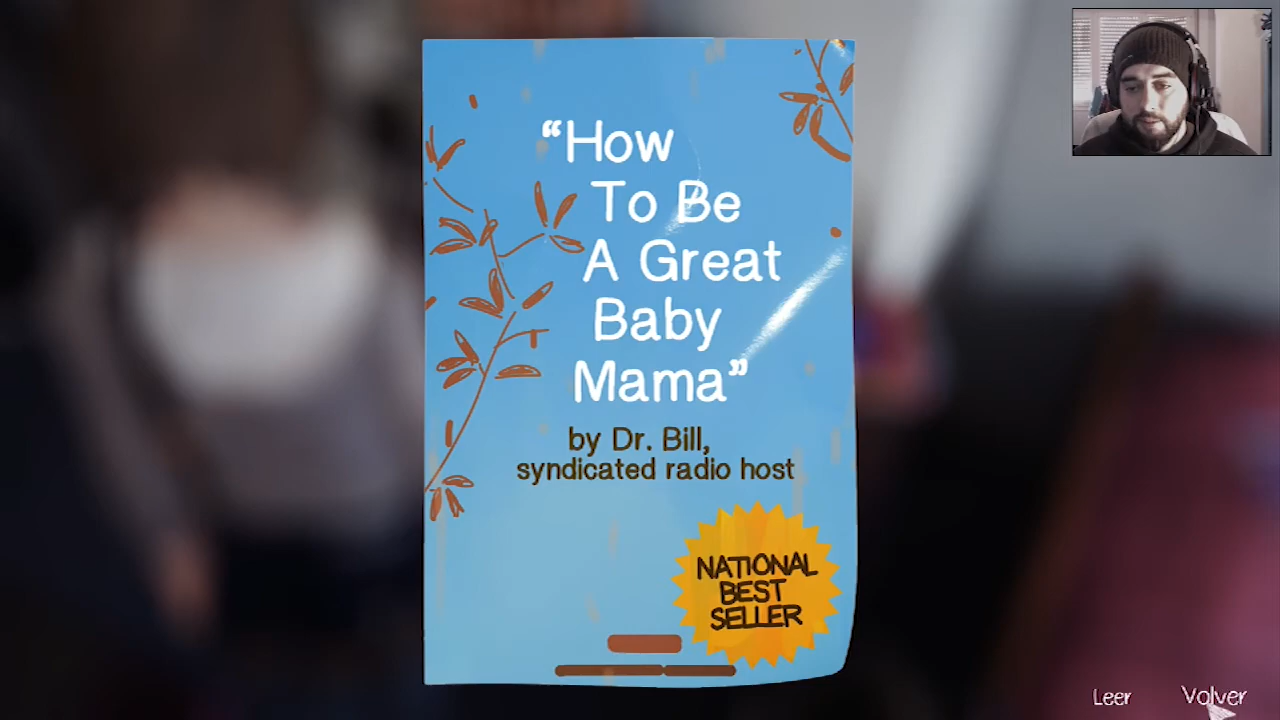 “How
To Be
A Great
Baby
Mama”
by Dr. Bill,
syndicated radio host
NATIONAL
BEST
SELLER
Leer Volver